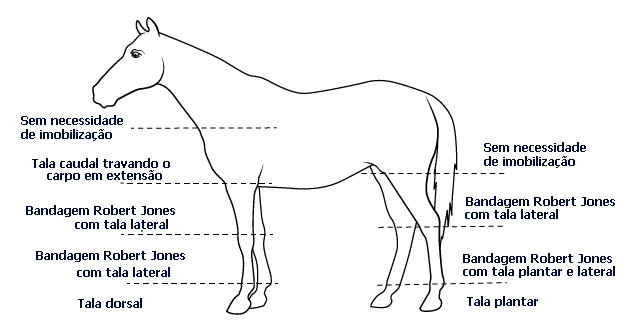 Sem necessidade
de imobilização
Tala caudal travando o
carpo em extensão
Bandagem Robert Jones
com tala lateral
Bandagem Robert Jones
com tala lateral
Tala dorsal
Sem necessidade
de imobilização
Bandagem Robert Jones
com tala lateral
Bandagem Robert Jones
com tala plantar e lateral
Tala plantar